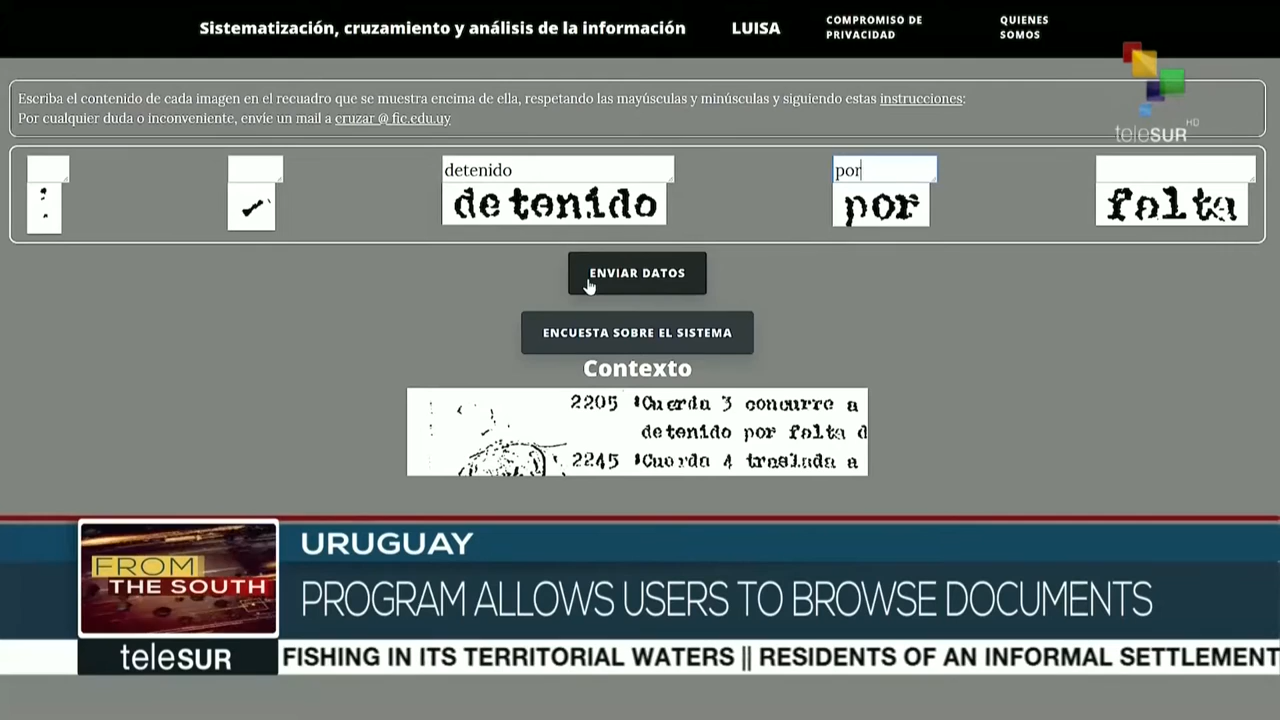 Sistematización, cruzamiento y análisis de la información LUISA COMPROMISO DE PRIVACIDAD QUIENES SOMOS
Escriba el contenido de cada imagen en el recuadro que se muestra encima de ella, respetando las mayúsculas y minúsculas y siguiendo estas instrucciones:
Por cualquier duda o inconveniente, envíe un mail a cruzar @ fic.edu.uy
teleSUR HD
detenido por
detenido por falta
ENVIAR DATOS
ENCUESTA SOBRE EL SISTEMA
Contexto
2205 Cuerda 3 concurre a
detenido por falta d
2245 Cuerda 4 traslada a
URUGUAY
FROM THE SOUTH
PROGRAM ALLOWS USERS TO BROWSE DOCUMENTS
teleSUR FISHING IN ITS TERRITORIAL WATERS || RESIDENTS OF AN INFORMAL SETTLEMENT